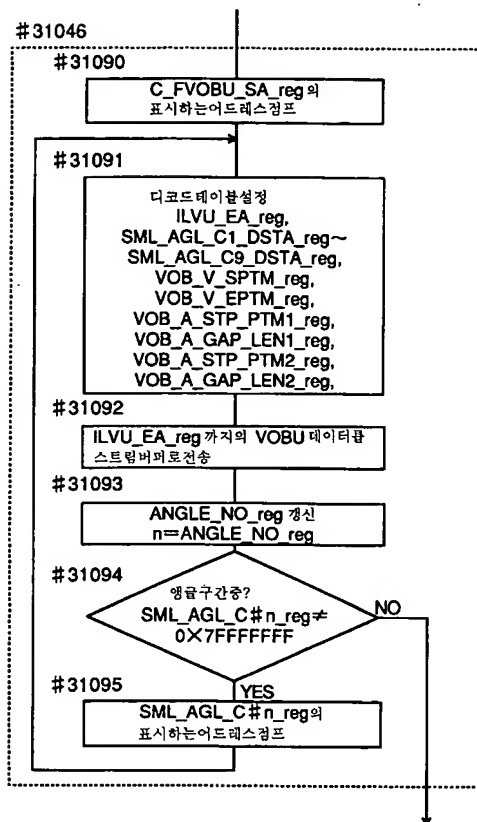 #31046
#31090
C_FVOBU_SA_reg의
표시하는어드레스점프
#31091
디코드테이블설정
ILVU_EA_reg,
SML_AGL_C1_DSTA_reg~
SML_AGL_C9_DSTA_reg,
VOB_V_SPTM_reg,
VOB_V_EPTM_reg,
VOB_A_STP_PTM1_reg,
VOB_A_GAP_LEN1_reg,
VOB_A_STP_PTM2_reg,
VOB_A_GAP_LEN2_reg,
#31092
ILVU_EA_reg까지의 VOBU데이터를
스트림버퍼로전송
#31093
ANGLE_NO_reg 갱신
n=ANGLE_NO_reg
#31094
앵글구간중?
SML_AGL_C#n_reg≠
0×7FFFFFFF
NO
#31095
YES
SML_AGL_C#n_reg의
표시하는어드레스점프